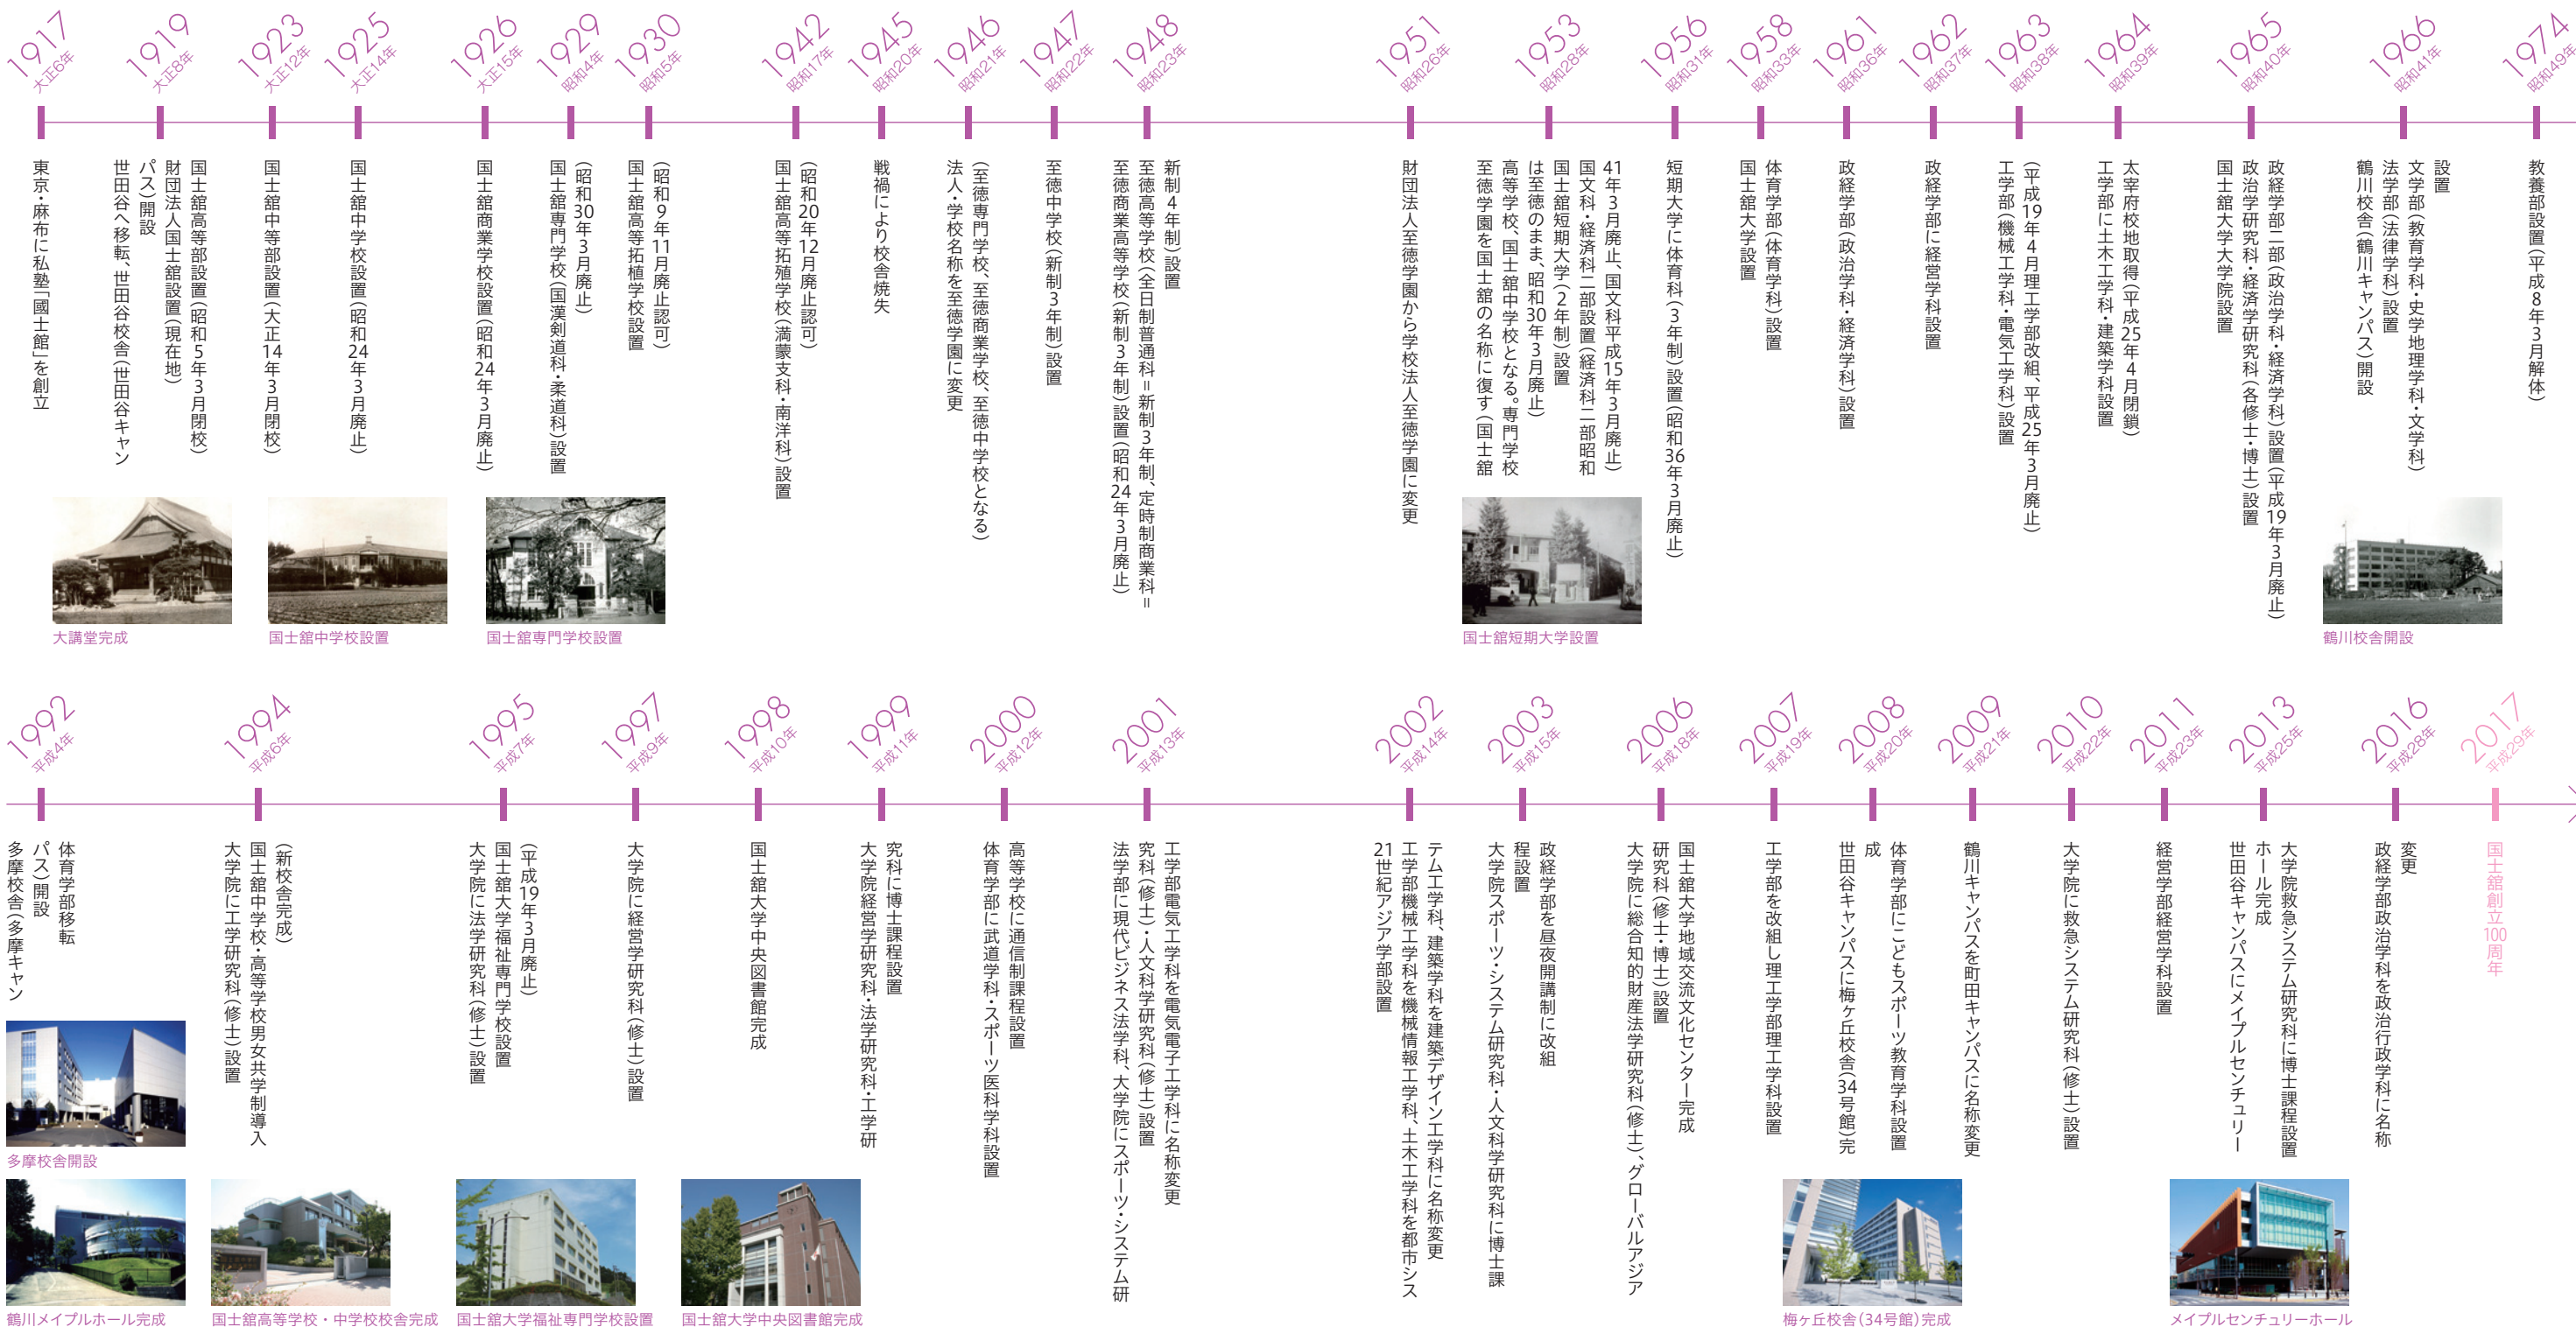 1917
大正6年
東京・麻布に私塾「國士館」を創立
1919
大正8年
世田谷へ移転、世田谷校舎(世田谷キャン
パス)開設
財団法人国士舘設置(現在地)
国士舘高等部設置(昭和5年3月閉校)
1923
大正12年
国士舘中等部設置(大正14年3月閉校)
1925
大正14年
国士舘中学校設置(昭和24年3月廃止)
1926
大正15年
国士舘商業学校設置(昭和24年3月廃止)
1929
昭和4年
国士舘専門学校(国漢剣道科・柔道科)設置
(昭和30年3月廃止)
1930
昭和5年
国士舘高等拓植学校設置
(昭和9年11月廃止認可)
1942
昭和17年
国士舘高等拓殖学校(満蒙支科・南洋科)設置
(昭和20年12月廃止認可)
1945
昭和20年
戦禍により校舎焼失
1946
昭和21年
法人・学校名称を至徳学園に変更
(至徳専門学校、至徳商業学校、至徳中学校となる)
1947
昭和22年
至徳中学校(新制3年制)設置
1948
昭和23年
至徳商業高等学校(新制3年制)設置(昭和24年3月廃止)
至徳高等学校(全日制普通科=新制3年制、定時制商業科=
新制4年制)設置
1951
昭和26年
財団法人至徳学園から学校法人至徳学園に変更
1953
昭和28年
至徳学園を国士舘の名称に復す(国士舘
高等学校、国士舘中学校となる。専門学校
は至徳のまま、昭和30年3月廃止)
国士舘短期大学(2年制)設置
国文科・経済科二部設置(経済科二部昭和
41年3月廃止、国文科平成15年3月廃止)
1956
昭和31年
短期大学に体育科(3年制)設置(昭和36年3月廃止)
1958
昭和33年
国士舘大学設置
体育学部(体育学科)設置
1961
昭和36年
政経学部(政治学科・経済学科)設置
1962
昭和37年
政経学部に経営学科設置
1963
昭和38年
工学部(機械工学科・電気工学科)設置
(平成19年4月理工学部改組、平成25年3月廃止)
1964
昭和39年
工学部に土木工学科・建築学科設置
太宰府校地取得(平成25年4月閉鎖)
1965
昭和40年
国士舘大学大学院設置
政治学研究科・経済学研究科(各修士・博士)設置
政経学部二部(政治学科・経済学科)設置(平成19年3月廃止)
1966
昭和41年
鶴川校舎(鶴川キャンパス)開設
法学部(法律学科)設置
文学部(教育学科・史学地理学科・文学科)
設置
1974
昭和49年
教養部設置(平成8年3月解体)
大講堂完成
国士舘中学校設置
国士舘専門学校設置
国士舘短期大学設置
鶴川校舎開設
1992
平成4年
多摩校舎(多摩キャン
パス)開設
体育学部移転
1994
平成6年
大学院に工学研究科(修士)設置
国士舘中学校・高等学校男女共学制導入
(新校舎完成)
1995
平成7年
大学院に法学研究科(修士)設置
国士舘大学福祉専門学校設置
(平成19年3月廃止)
1997
平成9年
大学院に経営学研究科(修士)設置
1998
平成10年
国士舘大学中央図書館完成
1999
平成11年
大学院経営学研究科・法学研究科・工学研
究科に博士課程設置
2000
平成12年
体育学部に武道学科・スポーツ医科学科設置
高等学校に通信制課程設置
2001
平成13年
法学部に現代ビジネス法学科、大学院にスポーツ・システム研
究科(修士)・人文科学研究科(修士)設置
工学部電気工学科を電気電子工学科に名称変更
2002
平成14年
21世紀アジア学部設置
工学部機械工学科を機械情報工学科、土木工学科を都市シス
テム工学科、建築学科を建築デザイン工学科に名称変更
2003
平成15年
大学院スポーツ・システム研究科・人文科学研究科に博士課
程設置
政経学部を昼夜開講制に改組
2006
平成18年
大学院に総合知的財産法学研究科(修士)、グローバルアジア
研究科(修士・博士)設置
国士舘大学地域交流文化センター完成
2007
平成19年
工学部を改組し理工学部理工学科設置
2008
平成20年
世田谷キャンパスに梅ヶ丘校舎(34号館)完
成
体育学部にこどもスポーツ教育学科設置
2009
平成21年
鶴川キャンパスを町田キャンパスに名称変更
2010
平成22年
大学院に救急システム研究科(修士)設置
2011
平成23年
経営学部経営学科設置
2013
平成25年
世田谷キャンパスにメイプルセンチュリー
ホール完成
大学院救急システム研究科に博士課程設置
2016
平成28年
政経学部政治学科を政治行政学科に名称
変更
2017
平成29年
国士舘創立100周年
多摩校舎開設
鶴川メイプルホール完成
国士舘高等学校・中学校校舎完成
国士舘大学福祉専門学校設置
国士舘大学中央図書館完成
梅ヶ丘校舎(34号館)完成
メイプルセンチュリーホール